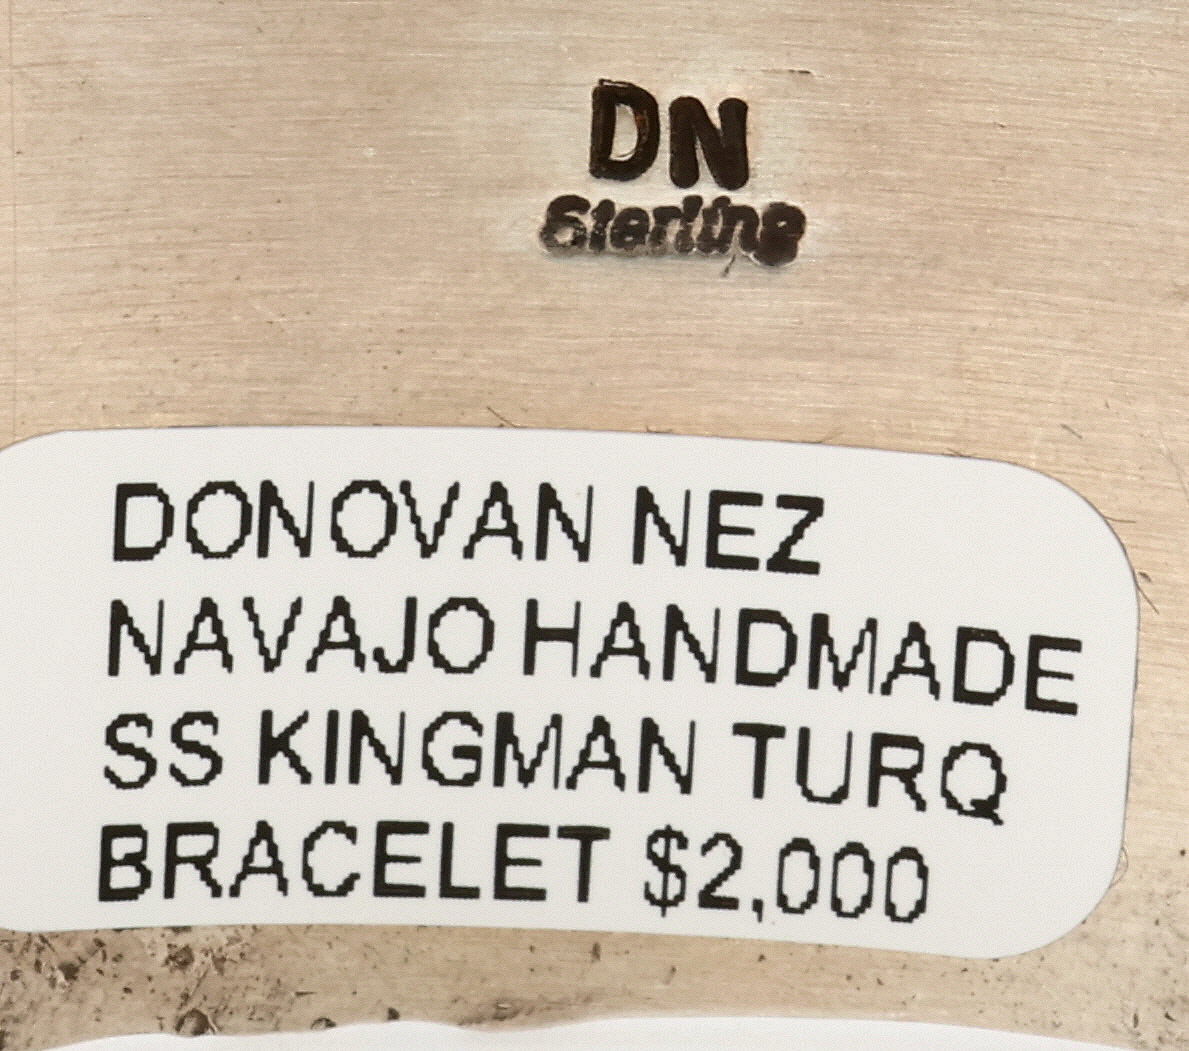 DN
Sterling
DONOVAN NEZ
NAVAJO HANDMADE
SS KINGMAN TURQ
BRACELET $2,000